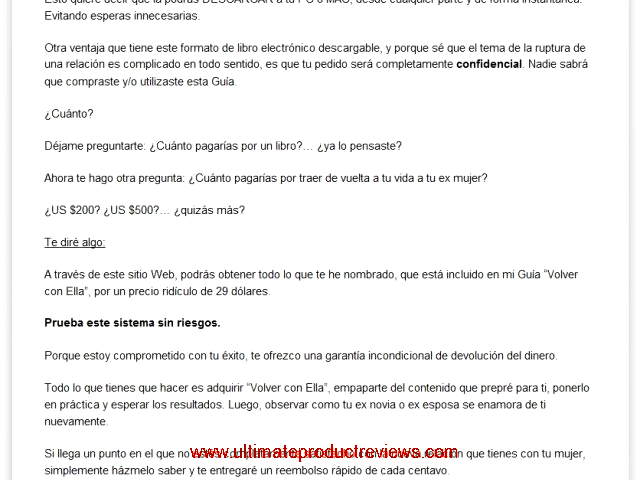 Esto quiere decir que la podrás DESCARGAR a tu PC o MAC, desde cualquier parte y de forma instantánea.
Evitando esperas innecesarias.
Otra ventaja que tiene este formato de libro electrónico descargable, y porque sé que el tema de la ruptura de
una relación es complicado en todo sentido, es que tu pedido será completamente confidencial. Nadie sabrá
que compraste y/o utilizaste esta Guía.
¿Cuánto?
Déjame preguntarte: ¿Cuánto pagarías por un libro?... ¿ya lo pensaste?
Ahora te hago otra pregunta: ¿Cuánto pagarías por traer de vuelta a tu vida a tu ex mujer?
¿US $200? ¿US $500?... ¿quizás más?
Te diré algo:
A través de este sitio Web, podrás obtener todo lo que te he nombrado, que está incluido en mi Guía “Volver
con Ella”, por un precio ridículo de 29 dólares.
Prueba este sistema sin riesgos.
Porque estoy comprometido con tu éxito, te ofrezco una garantía incondicional de devolución del dinero.
Todo lo que tienes que hacer es adquirir “Volver con Ella”, empaparte del contenido que prepré para ti, ponerlo
en práctica y esperar los resultados. Luego, observar como tu ex novia o ex esposa se enamora de ti
nuevamente.
Si llega un punto en el que no relación que tienes con tu mujer,
www.ultimateproductreviews.com
simplemente házmelo saber y te entregaré un reembolso rápido de cada centavo.